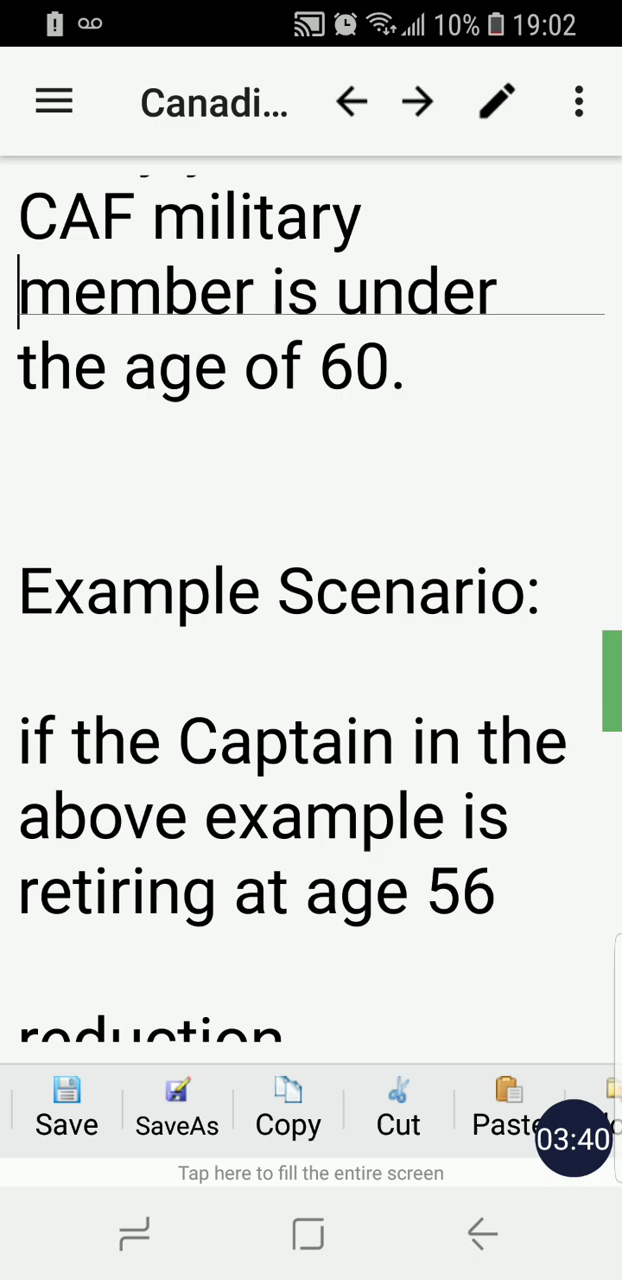 10% 19:02
Canadi...
CAF military
member is under
the age of 60.
Example Scenario:
if the Captain in the
above example is
retiring at age 56
reduction
Save SaveAs Copy Cut Paste
03:40
Tap here to fill the entire screen